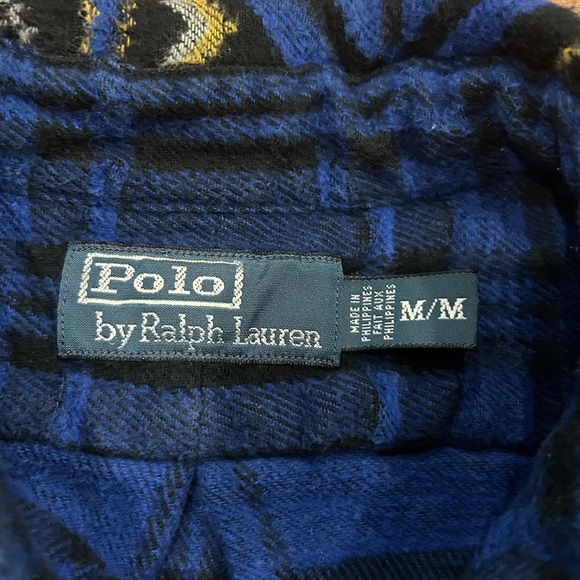 Polo
by Ralph Lauren
MADE IN
PHILIPPINES
FAIT AUX
PHILIPPINES
M/M